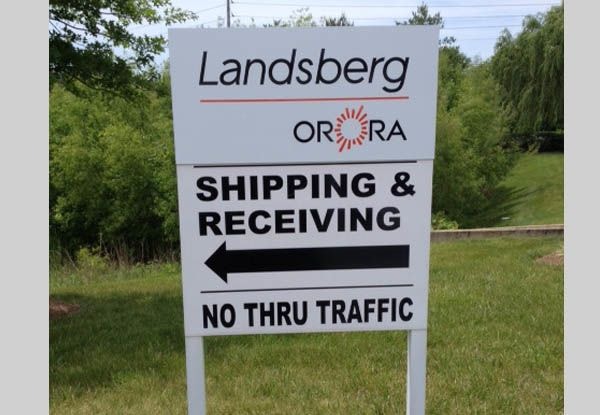 Landsberg
ORORA
SHIPPING &
RECEIVING
NO THRU TRAFFIC